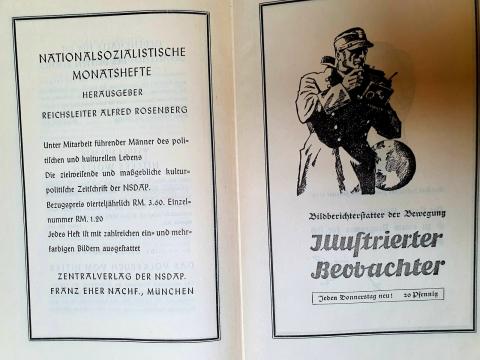 NATIONALSOZIALISTISCHE
MONATSHEFTE
HERAUSGEBER
REICHSLEITER ALFRED ROSENBERG
Unter Mitarbeit führender Männer des poli-
tischen und kulturellen Lebens
Die zielweisende und maßgebliche kultur-
politische Zeitschrift der NSDAP.
Bezugspreis vierteljährlich RM. 3.60. Einzel-
nummer RM. 1.20
Jedes Heft ist mit zahlreichen ein- und mehr-
farbigen Bildern ausgestattet
ZENTRALVERLAG DER NSDAP.
FRANZ EHER NACHF., MÜNCHEN
Bildberichterstatter der Bewegung
Illustrierter
Beobachter
Jeden Donnerstag neu! 20 Pfennig